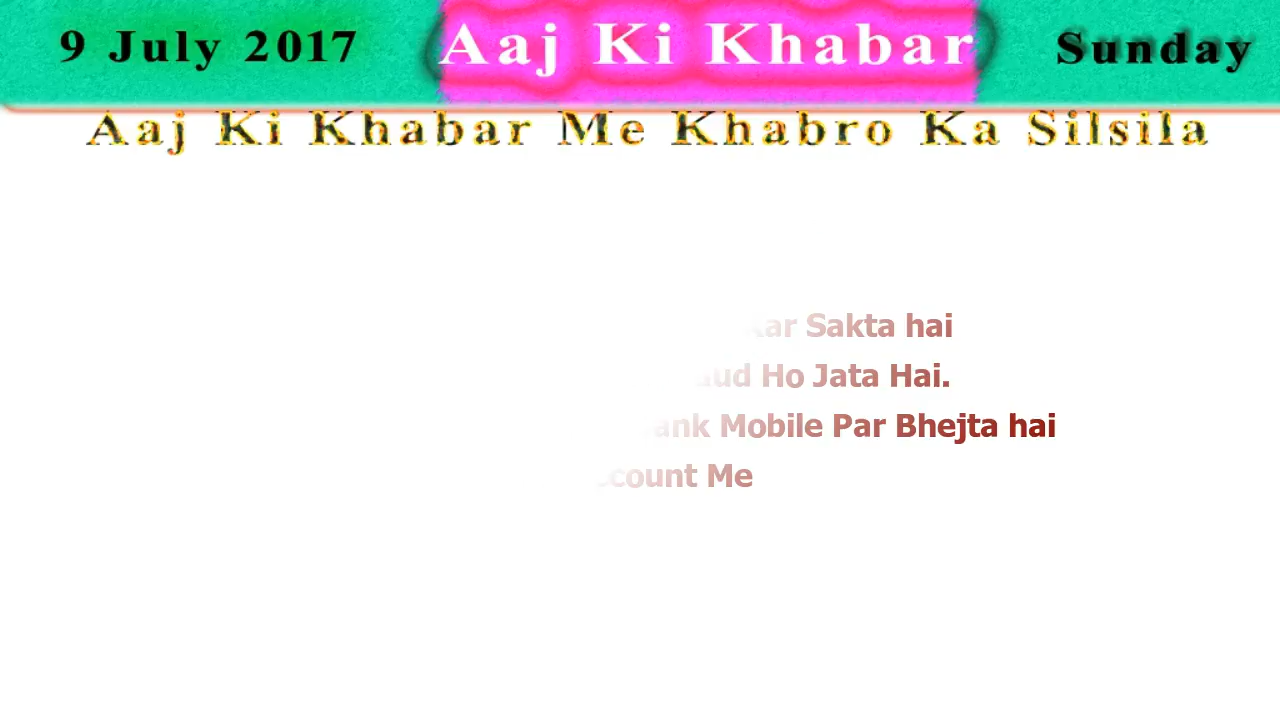 9 July 2017 Aaj Ki Khabar Sunday
Aaj Ki Khabar Me Khabro Ka Silsila
Kar Sakta hai
Ho Jata Hai.
Mobile Par Bhejta hai
Me